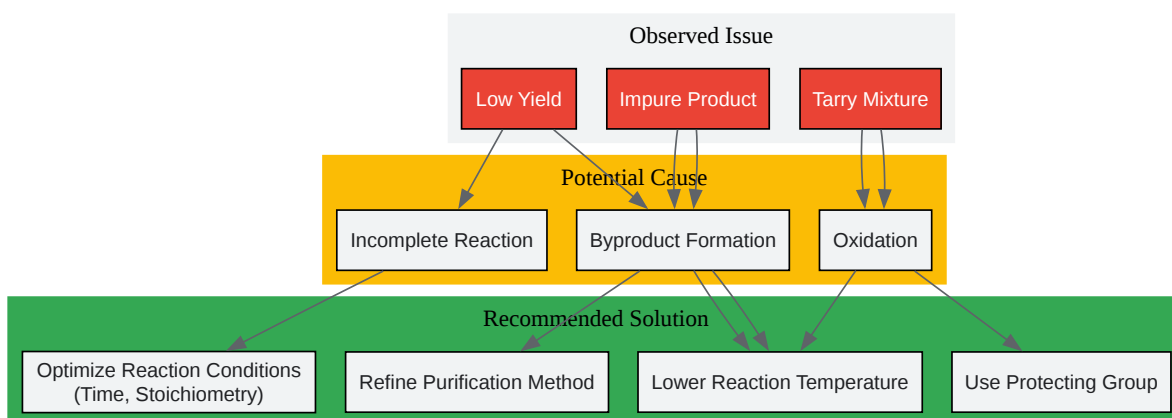 Observed Issue
Low Yield
Impure Product
Tarry Mixture
Potential Cause
Incomplete Reaction
Byproduct Formation
Oxidation
Recommended Solution
Optimize Reaction Conditions
(Time, Stoichiometry)
Refine Purification Method
Lower Reaction Temperature
Use Protecting Group